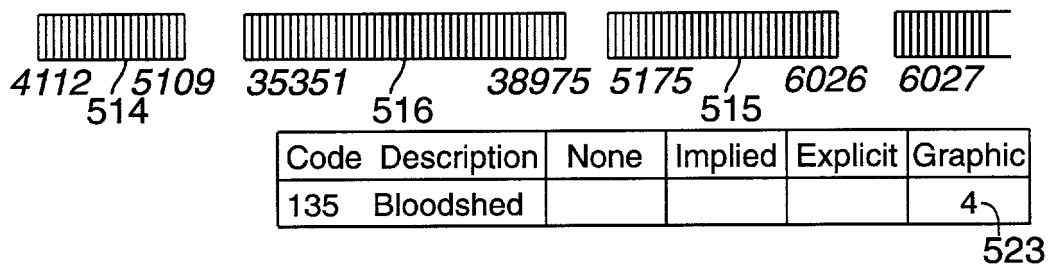 4112 5109 35351 38975 5175 6026 6027
514 516 515
Code Description None Implied Explicit Graphic
135 Bloodshed 4
523